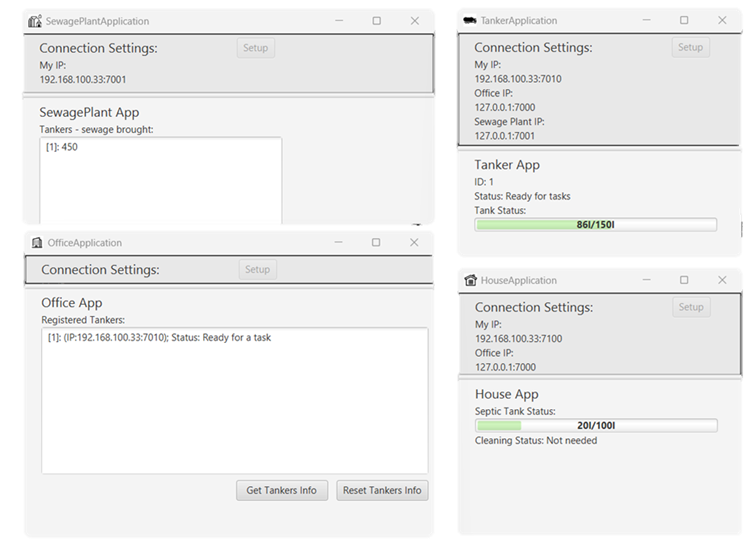 SewagePlantApplication
Connection Settings:
Setup
My IP:
192.168.100.33:7001
SewagePlant App
Tankers - sewage brought:
[1]: 450
TankerApplication
Connection Settings:
Setup
My IP:
192.168.100.33:7010
Office IP:
127.0.0.1:7000
Sewage Plant IP:
127.0.0.1:7001
Tanker App
ID: 1
Status: Ready for tasks
Tank Status:
86l/150l
OfficeApplication
Connection Settings:
Setup
Office App
Registered Tankers:
[1]: (IP:192.168.100.33:7010); Status: Ready for a task
Get Tankers Info
Reset Tankers Info
HouseApplication
Connection Settings:
Setup
My IP:
192.168.100.33:7100
Office IP:
127.0.0.1:7000
House App
Septic Tank Status:
20l/100l
Cleaning Status: Not needed